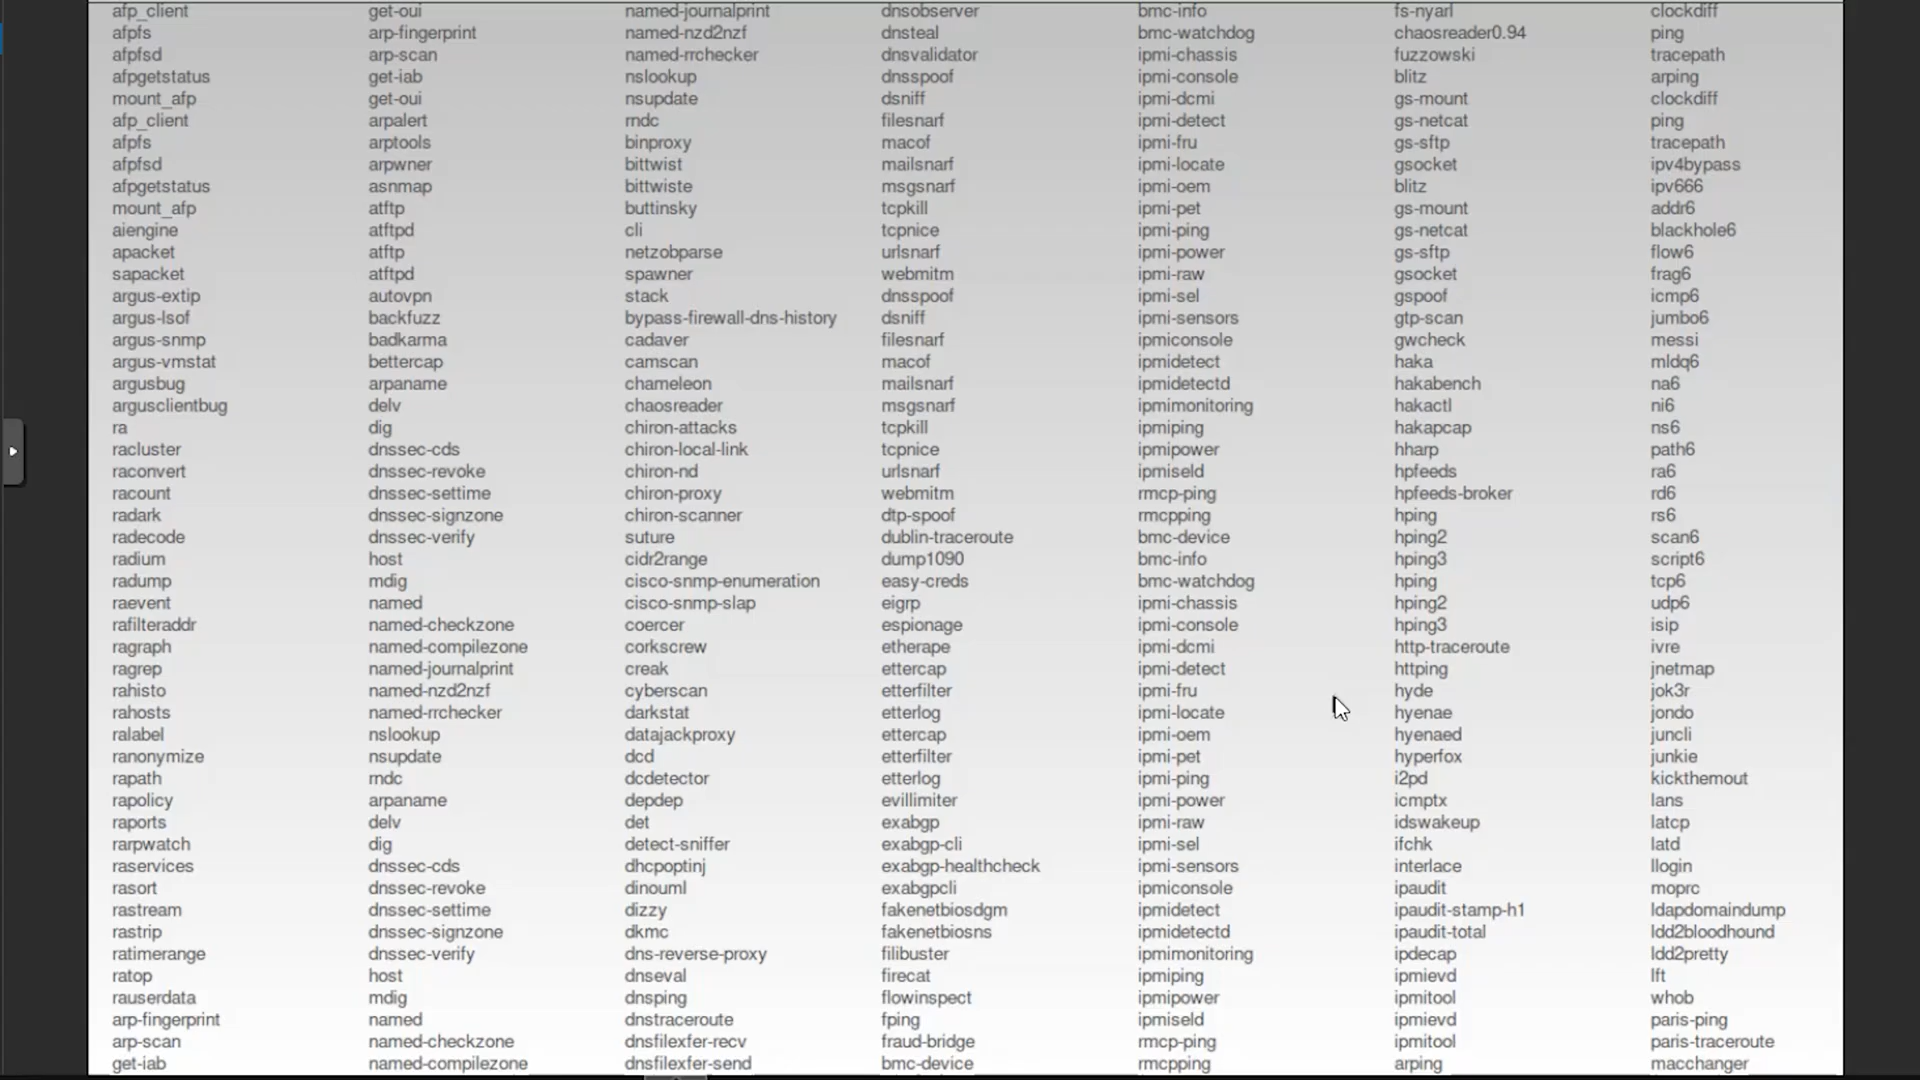 afp_client
afpfs
afpfsd
afpgetstatus
mount_afp
afp_client
afpfs
afpfsd
afpgetstatus
mount_afp
aiengine
apacket
sapacket
argus-extip
argus-lsof
argus-snmp
argus-vmstat
argusbug
argusclientbug
ra
racluster
raconvert
racount
radark
radecode
radium
radump
raevent
rafilteraddr
ragraph
ragrep
rahisto
rahosts
ralabel
ranonymize
rapath
rapolicy
raports
rarpwatch
raservices
rasort
rastream
rastrip
ratimerange
ratop
rauserdata
arp-fingerprint
arp-scan
get-iab
get-oui
arp-fingerprint
arp-scan
get-iab
get-oui
arpalert
arptools
arpwner
asnmap
atftp
atftpd
atftp
atftpd
autovpn
backfuzz
badkarma
bettercap
arpaname
delv
dig
dnssec-cds
dnssec-revoke
dnssec-settime
dnssec-signzone
dnssec-verify
host
mdig
named
named-checkzone
named-compilezone
named-journalprint
named-nzd2nzf
named-rrchecker
nslookup
nsupdate
rndc
arpaname
delv
dig
dnssec-cds
dnssec-revoke
dnssec-settime
dnssec-signzone
dnssec-verify
host
mdig
named
named-checkzone
named-compilezone
named-journalprint
named-nzd2nzf
named-rrchecker
nslookup
nsupdate
rndc
binproxy
bittwist
bittwiste
buttinsky
cli
netzobparse
spawner
stack
bypass-firewall-dns-history
cadaver
camscan
chameleon
chaosreader
chiron-attacks
chiron-local-link
chiron-nd
chiron-proxy
chiron-scanner
suture
cidr2range
cisco-snmp-enumeration
cisco-snmp-slap
coercer
corkscrew
creak
cyberscan
darkstat
datajackproxy
dcd
dcdetector
depdep
det
detect-sniffer
dhcpoptinj
dinouml
dizzy
dkmc
dns-reverse-proxy
dnseval
dnsping
dnstraceroute
dnsfilexfer-recv
dnsfilexfer-send
dnsobserver
dnsteal
dnsvalidator
dnsspoof
dsniff
filesnarf
macof
mailsnarf
msgsnarf
tcpkill
tcpnice
urlsnarf
webmitm
dnsspoof
dsniff
filesnarf
macof
mailsnarf
msgsnarf
tcpkill
tcpnice
urlsnarf
webmitm
dtp-spoof
dublin-traceroute
dump1090
easy-creds
eigrp
espionage
etherape
ettercap
etterfilter
etterlog
ettercap
etterfilter
etterlog
evillimiter
exabgp
exabgp-cli
exabgp-healthcheck
exabgpcli
fakenetbiosdgm
fakenetbiosns
filibuster
firecat
flowinspect
fping
fraud-bridge
bmc-device
bmc-info
bmc-watchdog
ipmi-chassis
ipmi-console
ipmi-dcmi
ipmi-detect
ipmi-fru
ipmi-locate
ipmi-oem
ipmi-pet
ipmi-ping
ipmi-power
ipmi-raw
ipmi-sel
ipmi-sensors
ipmiconsole
ipmidetect
ipmidetectd
ipmimonitoring
ipmiping
ipmipower
ipmiseld
rmcp-ping
rmcpping
bmc-device
bmc-info
bmc-watchdog
ipmi-chassis
ipmi-console
ipmi-dcmi
ipmi-detect
ipmi-fru
ipmi-locate
ipmi-oem
ipmi-pet
ipmi-ping
ipmi-power
ipmi-raw
ipmi-sel
ipmi-sensors
ipmiconsole
ipmidetect
ipmidetectd
ipmimonitoring
ipmiping
ipmipower
ipmiseld
rmcp-ping
rmcpping
fs-nyarl
chaosreader0.94
fuzzowski
blitz
gs-mount
gs-netcat
gs-sftp
gsocket
blitz
gs-mount
gs-netcat
gs-sftp
gsocket
gspoof
gtp-scan
gwcheck
haka
hakabench
hakactl
hakapcap
hharp
hpfeeds
hpfeeds-broker
hping
hping2
hping3
hping
hping2
hping3
http-traceroute
httping
hyde
hyenae
hyenaed
hyperfox
i2pd
icmptx
idswakeup
ifchk
interlace
ipaudit
ipaudit-stamp-h1
ipaudit-total
ipdecap
ipmievd
ipmitool
ipmievd
ipmitool
arping
clockdiff
ping
tracepath
arping
clockdiff
ping
tracepath
ipv4bypass
ipv666
addr6
blackhole6
flow6
frag6
icmp6
jumbo6
messi
mldq6
na6
ni6
ns6
path6
ra6
rd6
rs6
scan6
script6
tcp6
udp6
isip
ivre
jnetmap
jok3r
jondo
juncli
junkie
kickthemout
lans
latcp
latd
llogin
moprc
ldapdomaindump
ldd2bloodhound
ldd2pretty
lft
whob
paris-ping
paris-traceroute
macchanger